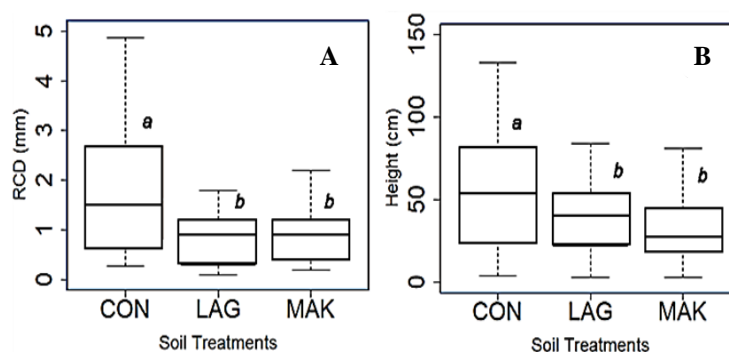 A
RCD (mm)
5
4
3
2
1
0
a
b
b
CON LAG MAK
Soil Treatments
B
Height (cm)
150
100
50
0
a
b
b
CON LAG MAK
Soil Treatments